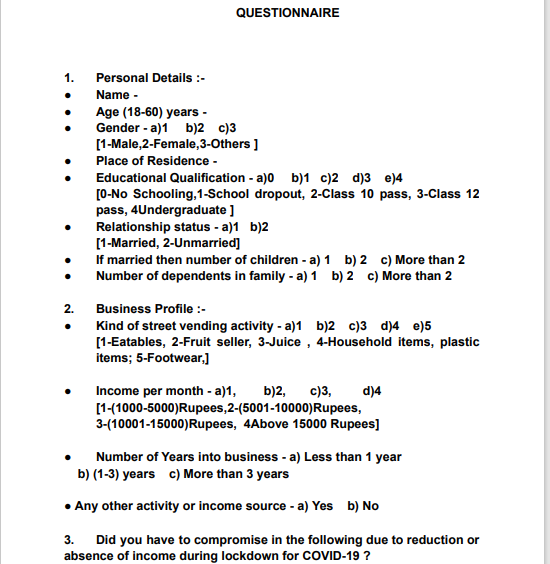 QUESTIONNAIRE
1. Personal Details :-
● Name -
● Age (18-60) years -
● Gender - a)1 b)2 c)3
[1-Male,2-Female,3-Others ]
● Place of Residence -
● Educational Qualification - a)0 b)1 c)2 d)3 e)4
[0-No Schooling,1-School dropout, 2-Class 10 pass, 3-Class 12
pass, 4Undergraduate ]
● Relationship status - a)1 b)2
[1-Married, 2-Unmarried]
● If married then number of children - a) 1 b) 2 c) More than 2
● Number of dependents in family - a) 1 b) 2 c) More than 2
2. Business Profile :-
● Kind of street vending activity - a)1 b)2 c)3 d)4 e)5
[1-Eatables, 2-Fruit seller, 3-Juice , 4-Household items, plastic
items; 5-Footwear,]
● Income per month - a)1, b)2, c)3, d)4
[1-(1000-5000)Rupees,2-(5001-10000)Rupees,
3-(10001-15000)Rupees, 4Above 15000 Rupees]
● Number of Years into business - a) Less than 1 year
b) (1-3) years c) More than 3 years
● Any other activity or income source - a) Yes b) No
3. Did you have to compromise in the following due to reduction or
absence of income during lockdown for COVID-19 ?